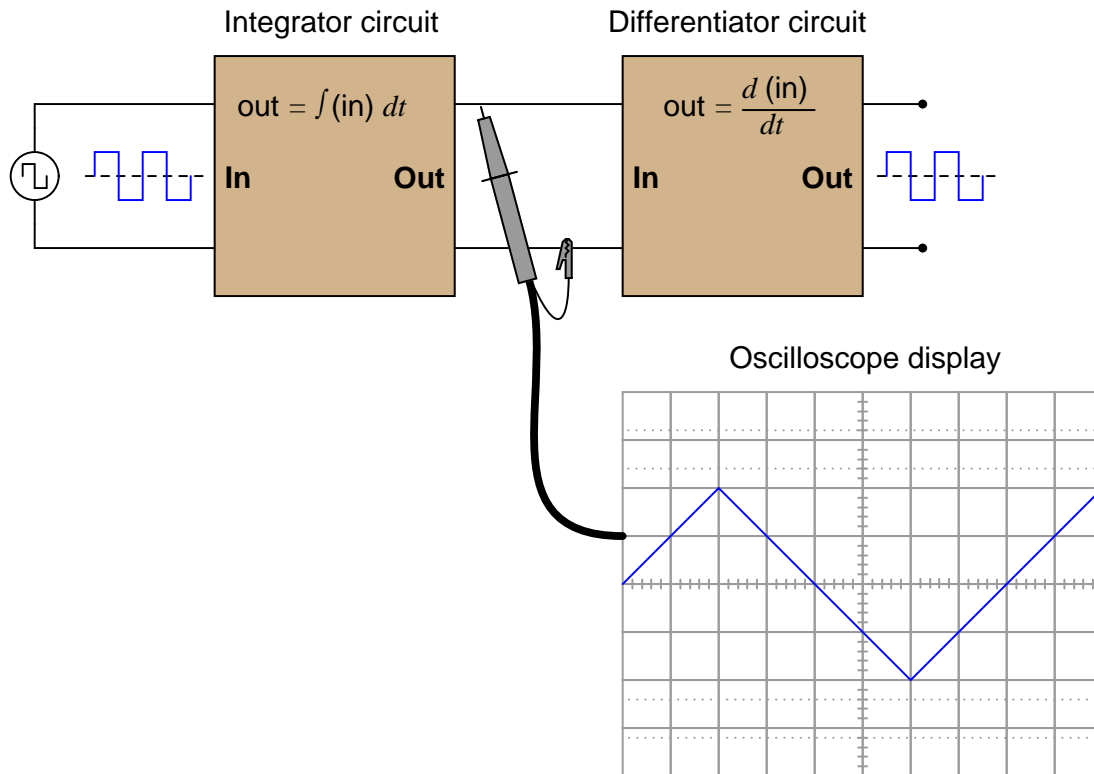 Integrator circuit
Differentiator circuit
out = ∫(in) dt
out = d (in)/dt
In
Out
In
Out
Oscilloscope display